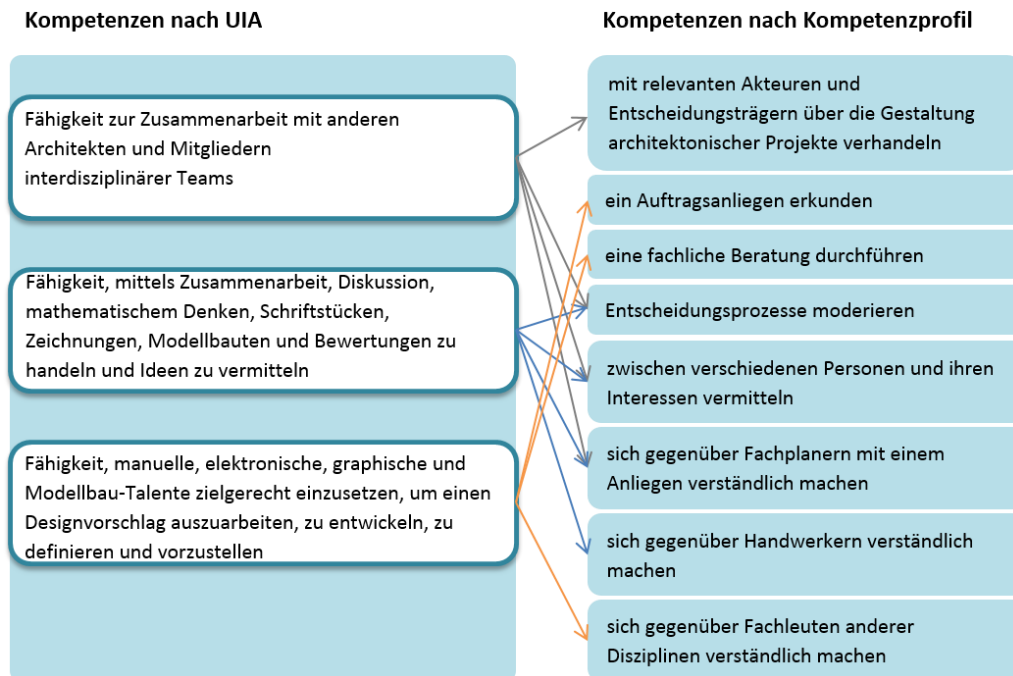 Kompetenzen nach UIA
Fähigkeit zur Zusammenarbeit mit anderen
Architekten und Mitgliedern
interdisziplinärer Teams
Fähigkeit, mittels Zusammenarbeit, Diskussion,
mathematischem Denken, Schriftstücken,
Zeichnungen, Modellbauten und Bewertungen zu
handeln und Ideen zu vermitteln
Fähigkeit, manuelle, elektronische, graphische und
Modellbau-Talente zielgerecht einzusetzen, um einen
Designvorschlag auszuarbeiten, zu entwickeln, zu
definieren und vorzustellen
Kompetenzen nach Kompetenzprofil
mit relevanten Akteuren und
Entscheidungsträgern über die Gestaltung
architektonischer Projekte verhandeln
ein Auftragsanliegen erkunden
eine fachliche Beratung durchführen
Entscheidungsprozesse moderieren
zwischen verschiedenen Personen und ihren
Interessen vermitteln
sich gegenüber Fachplanern mit einem
Anliegen verständlich machen
sich gegenüber Handwerkern verständlich
machen
sich gegenüber Fachleuten anderer
Disziplinen verständlich machen